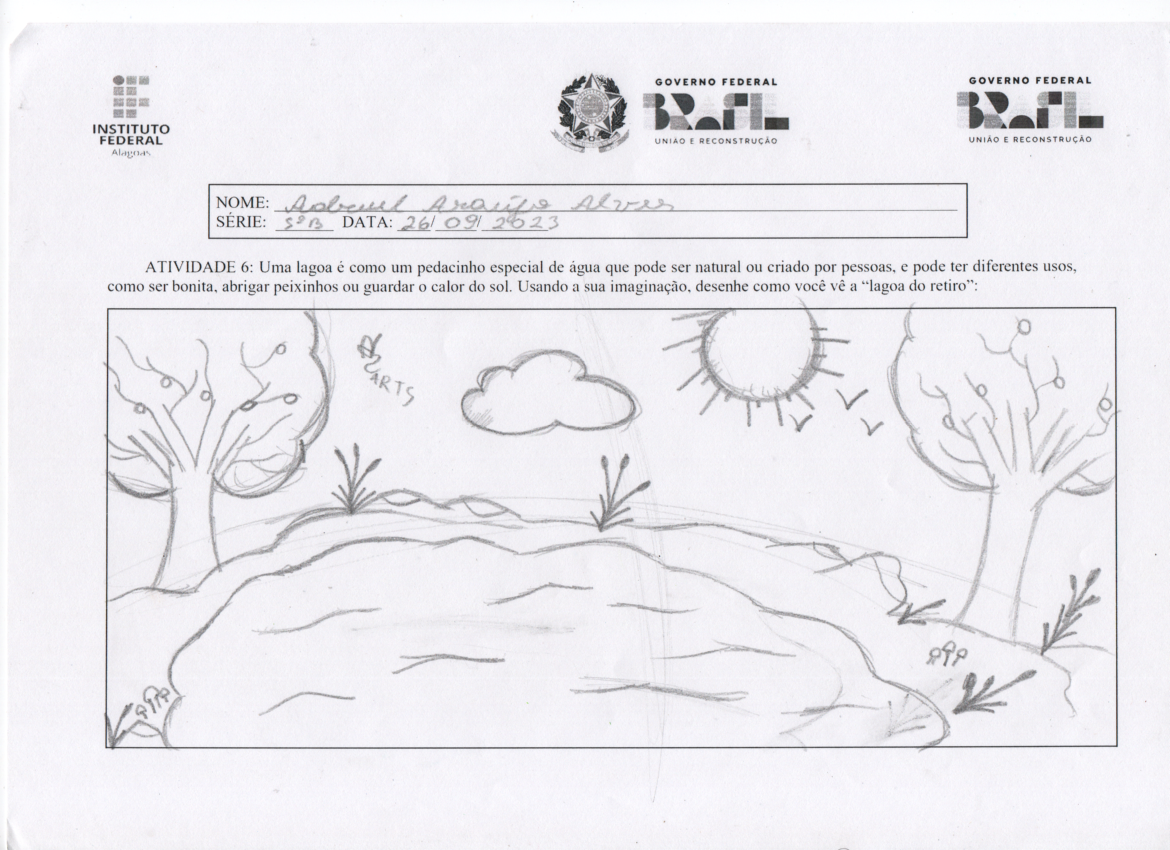 INSTITUTO
FEDERAL
Alagoas
GOVERNO FEDERAL
BRASIL
UNIÃO E RECONSTRUÇÃO
GOVERNO FEDERAL
BRASIL
UNIÃO E RECONSTRUÇÃO
NOME: Araújo Alves
SÉRIE: 5º B DATA: 26/09/2023
ATIVIDADE 6: Uma lagoa é como um pedacinho especial de água que pode ser natural ou criado por pessoas, e pode ter diferentes usos,
como ser bonita, abrigar peixinhos ou guardar o calor do sol. Usando a sua imaginação, desenhe como você vê a “lagoa do retiro”:
ARTS